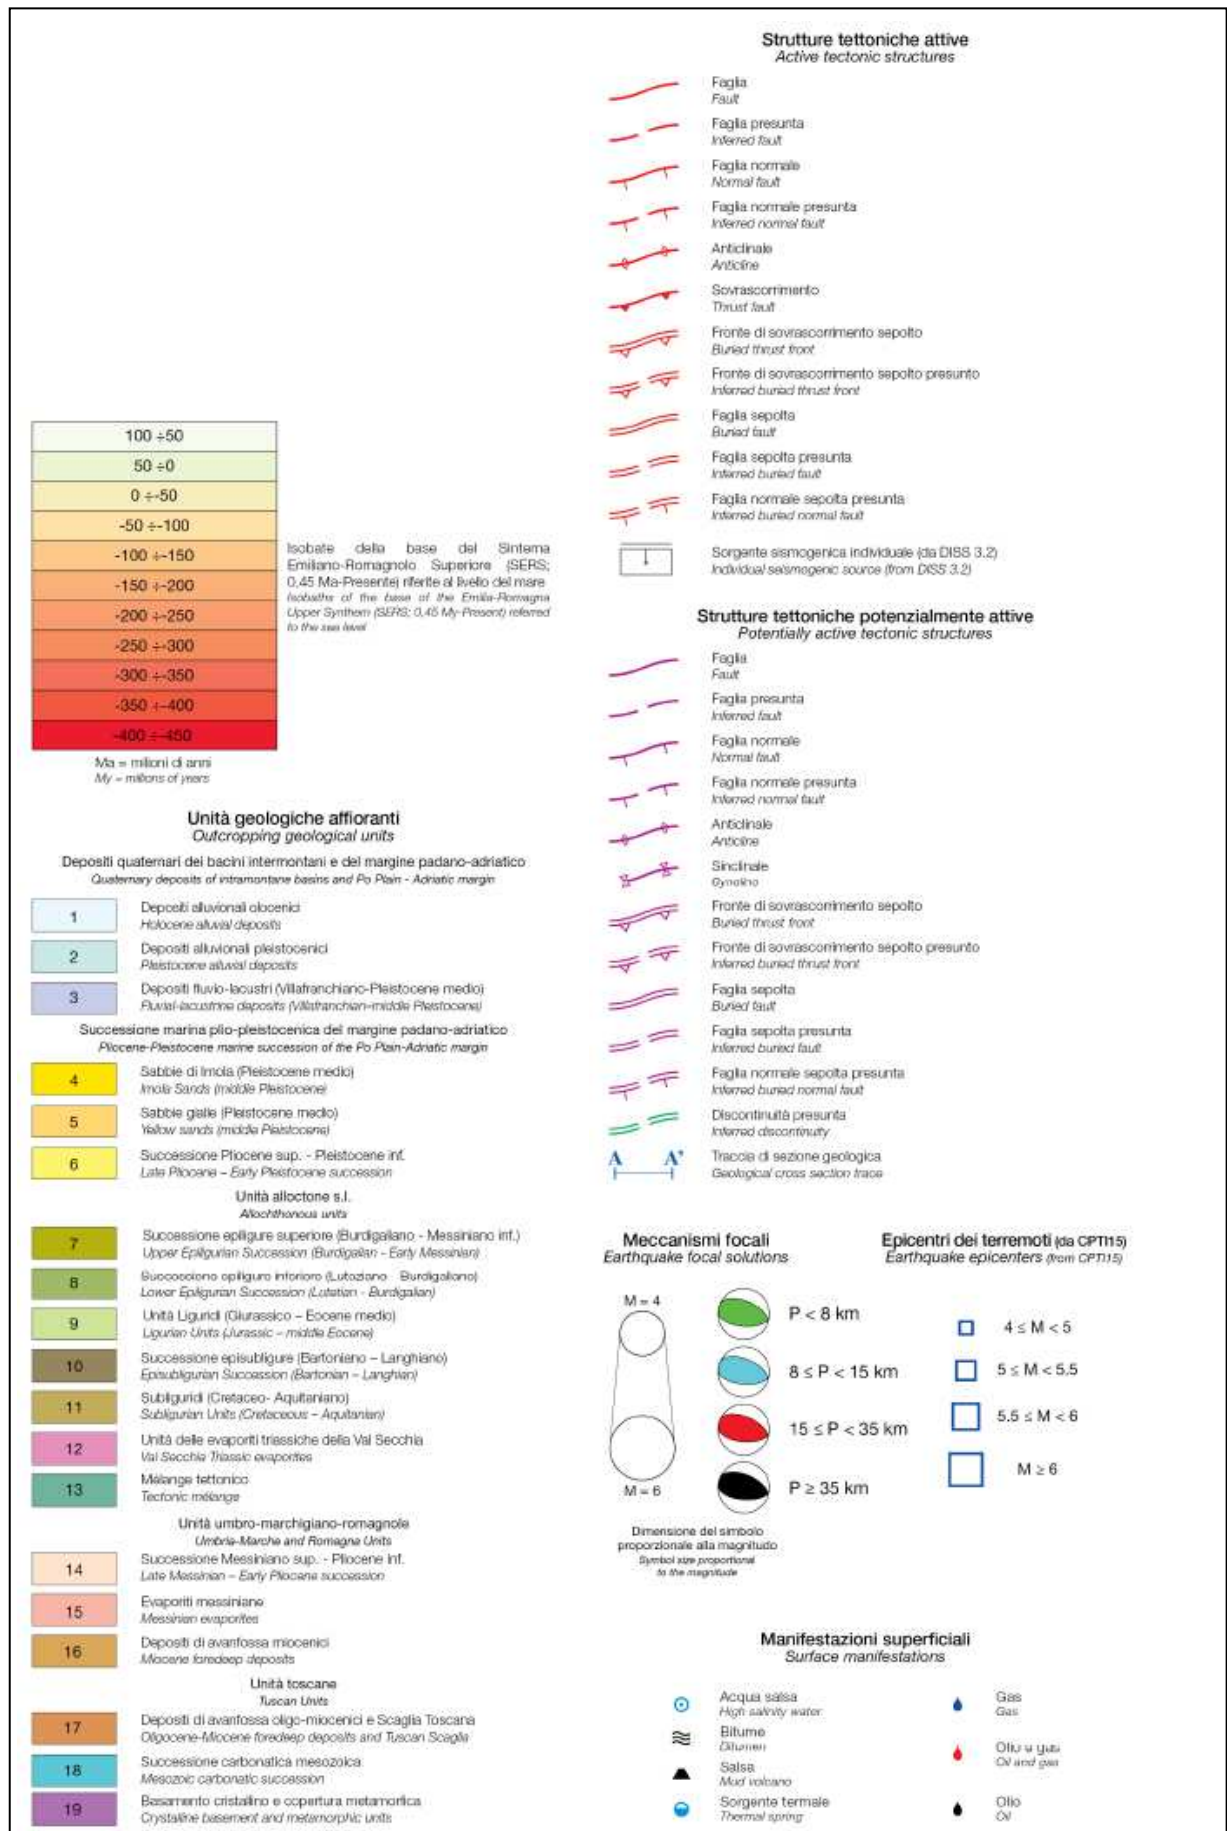 Strutture tettoniche attive
Active tectonic structures
Faglia
Fault
Faglia presunta
Inferred fault
Faglia normale
Normal fault
Faglia normale presunta
Inferred normal fault
Anticlinale
Anticline
Sovrascorrimento
Thrust fault
Fronte di sovrascorrimento sepolto
Buried thrust front
Fronte di sovrascorrimento sepolto presunto
Inferred buried thrust front
Faglia sepolta
Buried fault
Faglia sepolta presunta
Inferred buried fault
Faglia normale sepolta presunta
Inferred buried normal fault
Sorgente sismogenica individuale (da DISS 3.2)
Individual seismogenic source (from DISS 3.2)
100 ÷50
50 ÷0
0 ÷-50
-50 ÷-100
-100 ÷-150
-150 ÷-200
-200 ÷-250
-250 ÷-300
-300 ÷-350
-350 ÷-400
-400 ÷-450
Isobate della base del Sintema
Emiliano-Romagnolo Superiore (SERS;
0,45 Ma-Presente) riferite al livello del mare
Isobaths of the base of the Emilia-Romagna
Upper Synthem (SERS; 0,45 My-Present) referred
to the sea level
Ma = milioni di anni
My = millions of years
Strutture tettoniche potenzialmente attive
Potentially active tectonic structures
Faglia
Fault
Faglia presunta
Inferred fault
Faglia normale
Normal fault
Faglia normale presunta
Inferred normal fault
Anticlinale
Anticline
Sinclinale
Fronte di sovrascorrimento sepolto
Buried thrust front
Fronte di sovrascorrimento sepolto presunto
Inferred buried thrust front
Faglia sepolta
Buried fault
Faglia sepolta presunta
Inferred buried fault
Faglia normale sepolta presunta
Inferred buried normal fault
Discontinuità presunta
Inferred discontinuity
A A' Traccia di sezione geologica
Geological cross section trace
Unità geologiche affioranti
Outcropping geological units
Depositi quaternari dei bacini intermontani e del margine padano-adriatico
Quaternary deposits of intramontane basins and Po Plain - Adriatic margin
1 Depositi alluvionali olocenici
Holocene alluvial deposits
2 Depositi alluvionali pleistocenici
Pleistocene alluvial deposits
3 Depositi fluvio-lacustri (Villafranchiano-Pleistocene medio)
Fluvial-lacustrine deposits (Villafranchian-middle Pleistocene)
Successione marina plio-pleistocenica del margine padano-adriatico
Pliocene-Pleistocene marine succession of the Po Plain-Adriatic margin
4 Sabbie di Imola (Pleistocene medio)
Imola Sands (middle Pleistocene)
5 Sabbie gialle (Pleistocene medio)
Yellow sands (middle Pleistocene)
6 Successione Pliocene sup. - Pleistocene inf.
Late Pliocene – Early Pleistocene succession
Unità alloctone s.l.
Allochthonous units
7 Successione epiligure superiore (Burdigaliano - Messiniano inf.)
Upper Epiligurian Succession (Burdigalian - Early Messinian)
8 Successione epiligure inferiore (Luteziano - Burdigaliano)
Lower Epiligurian Succession (Lutetian - Burdigalian)
9 Unità Liguridi (Giurassico – Eocene medio)
Ligurian Units (Jurassic – middle Eocene)
10 Successione episubligure (Bartoniano – Langhiano)
Episubligurian Succession (Bartonian – Langhian)
11 Subliguridi (Cretaceo- Aquitaniano)
Subligurian Units (Cretaceous – Aquitanian)
12 Unità delle evaporiti triassiche della Val Secchia
Val Secchia Triassic evaporites
13 Mélange tettonico
Tectonic mélange
Unità umbro-marchigiano-romagnole
Umbria-Marche and Romagna Units
14 Successione Messiniano sup. - Pliocene inf.
Late Messinian – Early Pliocene succession
15 Evaporiti messiniane
Messinian evaporites
16 Depositi di avanfossa miocenici
Miocene foredeep deposits
Unità toscane
Tuscan Units
17 Depositi di avanfossa oligo-miocenici e Scaglia Toscana
Oligocene-Miocene foredeep deposits and Tuscan Scaglia
18 Successione carbonatica mesozoica
Mesozoic carbonatic succession
19 Basamento cristallino e copertura metamorfica
Crystalline basement and metamorphic units
Meccanismi focali
Earthquake focal solutions
M = 4
M = 6
P < 8 km
8 ≤ P < 15 km
15 ≤ P < 35 km
P ≥ 35 km
Dimensione del simbolo
proporzionale alla magnitudo
Symbol size proportional
to the magnitude
Epicentri dei terremoti (da CPTI15)
Earthquake epicenters (from CPTI15)
4 ≤ M < 5
5 ≤ M < 5.5
5.5 ≤ M < 6
M ≥ 6
Manifestazioni superficiali
Surface manifestations
Acqua salsa
High salinity water
Bitume
Bitumen
Salsa
Mud volcano
Sorgente termale
Thermal spring
Gas
Gas
Olio e gas
Oil and gas
Olio
Oil